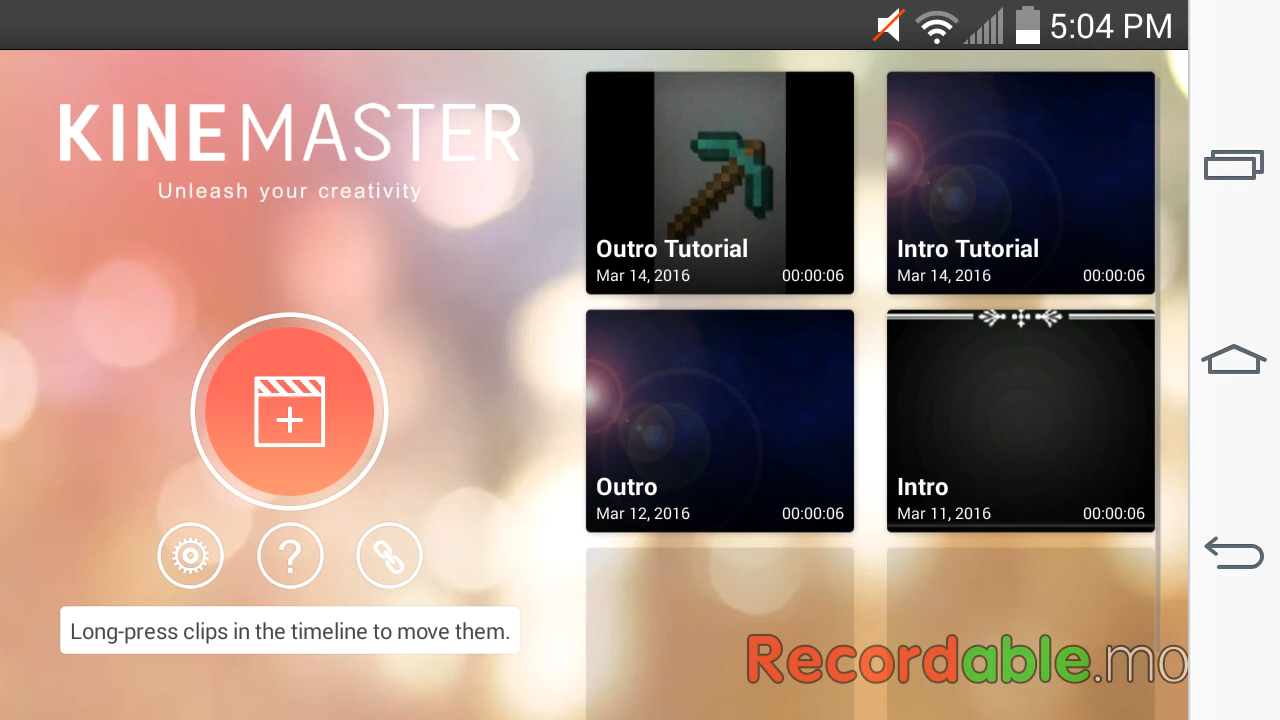 5:04 PM
KINEMASTER
Unleash your creativity
Outro Tutorial
Mar 14, 2016 00:00:06
Intro Tutorial
Mar 14, 2016 00:00:06
Outro
Mar 12, 2016 00:00:06
Intro
Mar 11, 2016 00:00:06
?
Long-press clips in the timeline to move them.
Recordable.mo